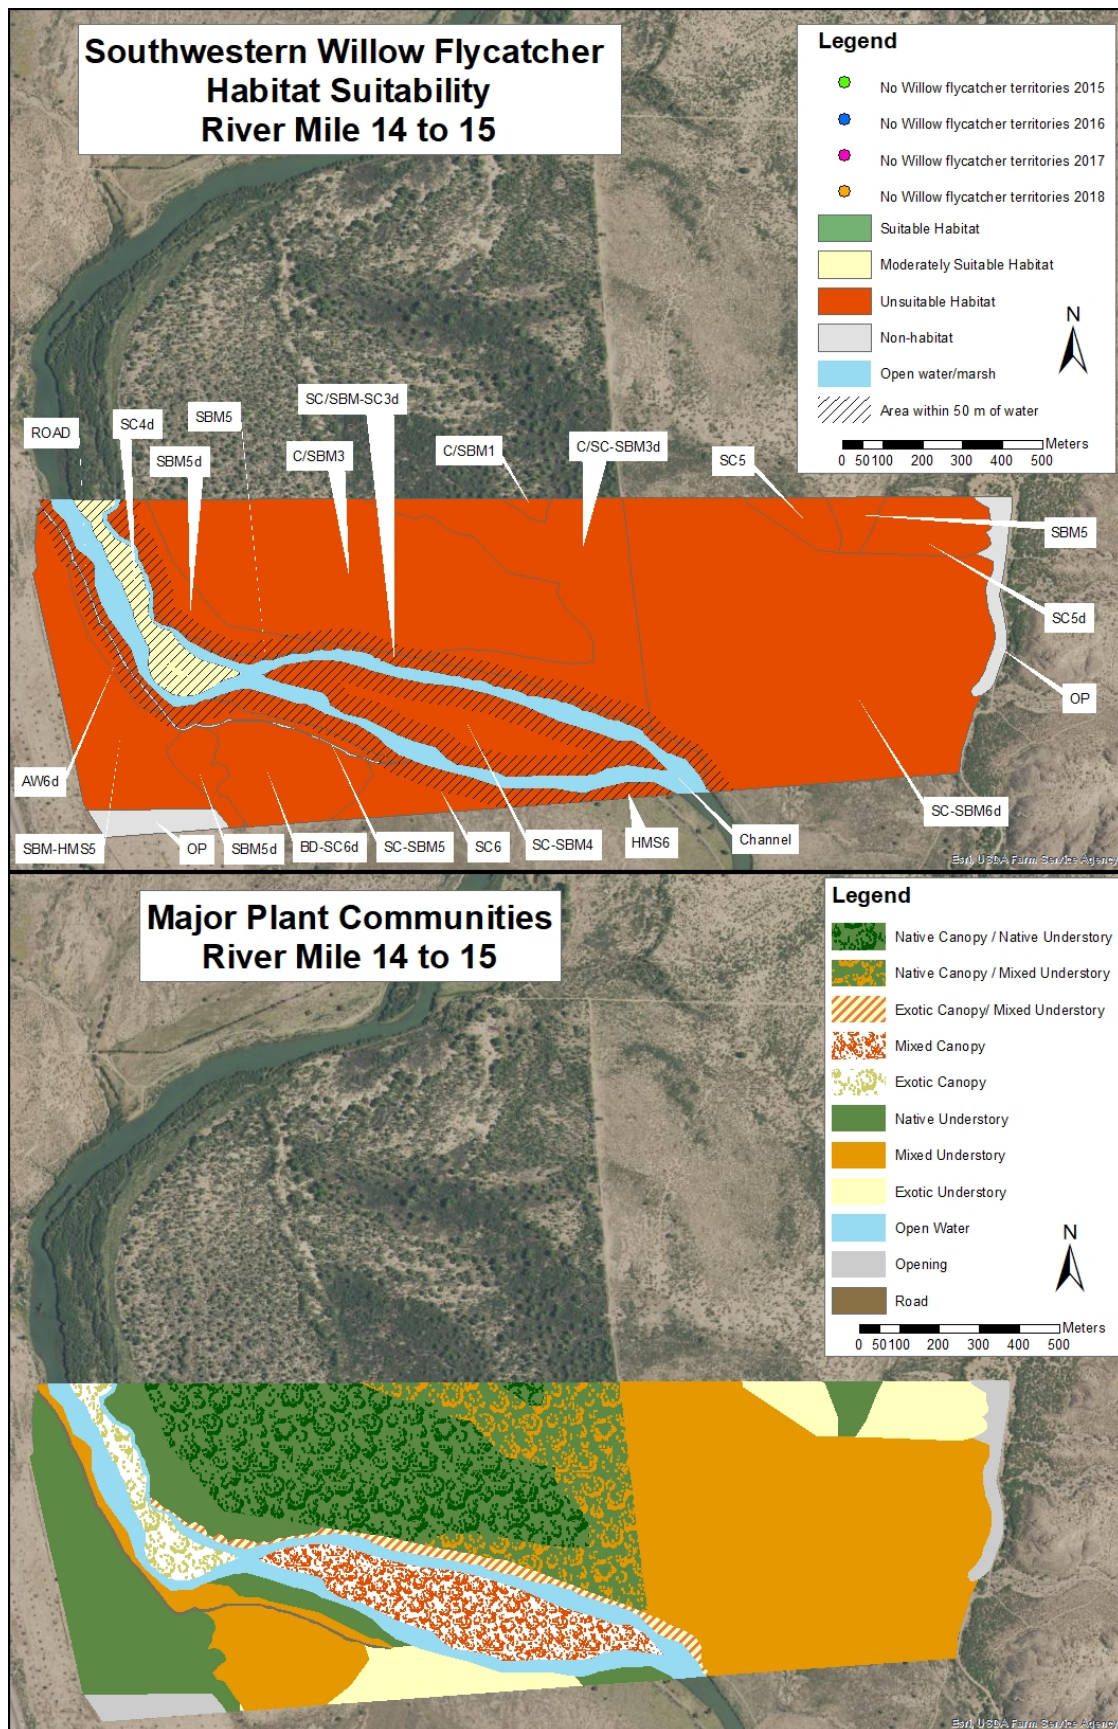 Southwestern Willow Flycatcher
Habitat Suitability
River Mile 14 to 15
Legend
No Willow flycatcher territories 2015
No Willow flycatcher territories 2016
No Willow flycatcher territories 2017
No Willow flycatcher territories 2018
Suitable Habitat
Moderately Suitable Habitat
Unsuitable Habitat
Non-habitat
Open water/marsh
Area within 50 m of water
N
Meters
0 50 100 200 300 400 500
ROAD
SC4d
SBM5d
SBM5
SC/SBM-SC3d
C/SBM3
C/SBM1
C/SC-SBM3d
SC5
SBM5
SC5d
OP
AW6d
SBM-HMS5
OP
SBM5d
BD-SC6d
SC-SBM5
SC6
SC-SBM4
HMS6
Channel
SC-SBM6d
Esri, USDA Farm Service Agency
Major Plant Communities
River Mile 14 to 15
Legend
Native Canopy / Native Understory
Native Canopy / Mixed Understory
Exotic Canopy/ Mixed Understory
Mixed Canopy
Exotic Canopy
Native Understory
Mixed Understory
Exotic Understory
Open Water
Opening
Road
N
Meters
0 50 100 200 300 400 500
Esri, USDA Farm Service Agency